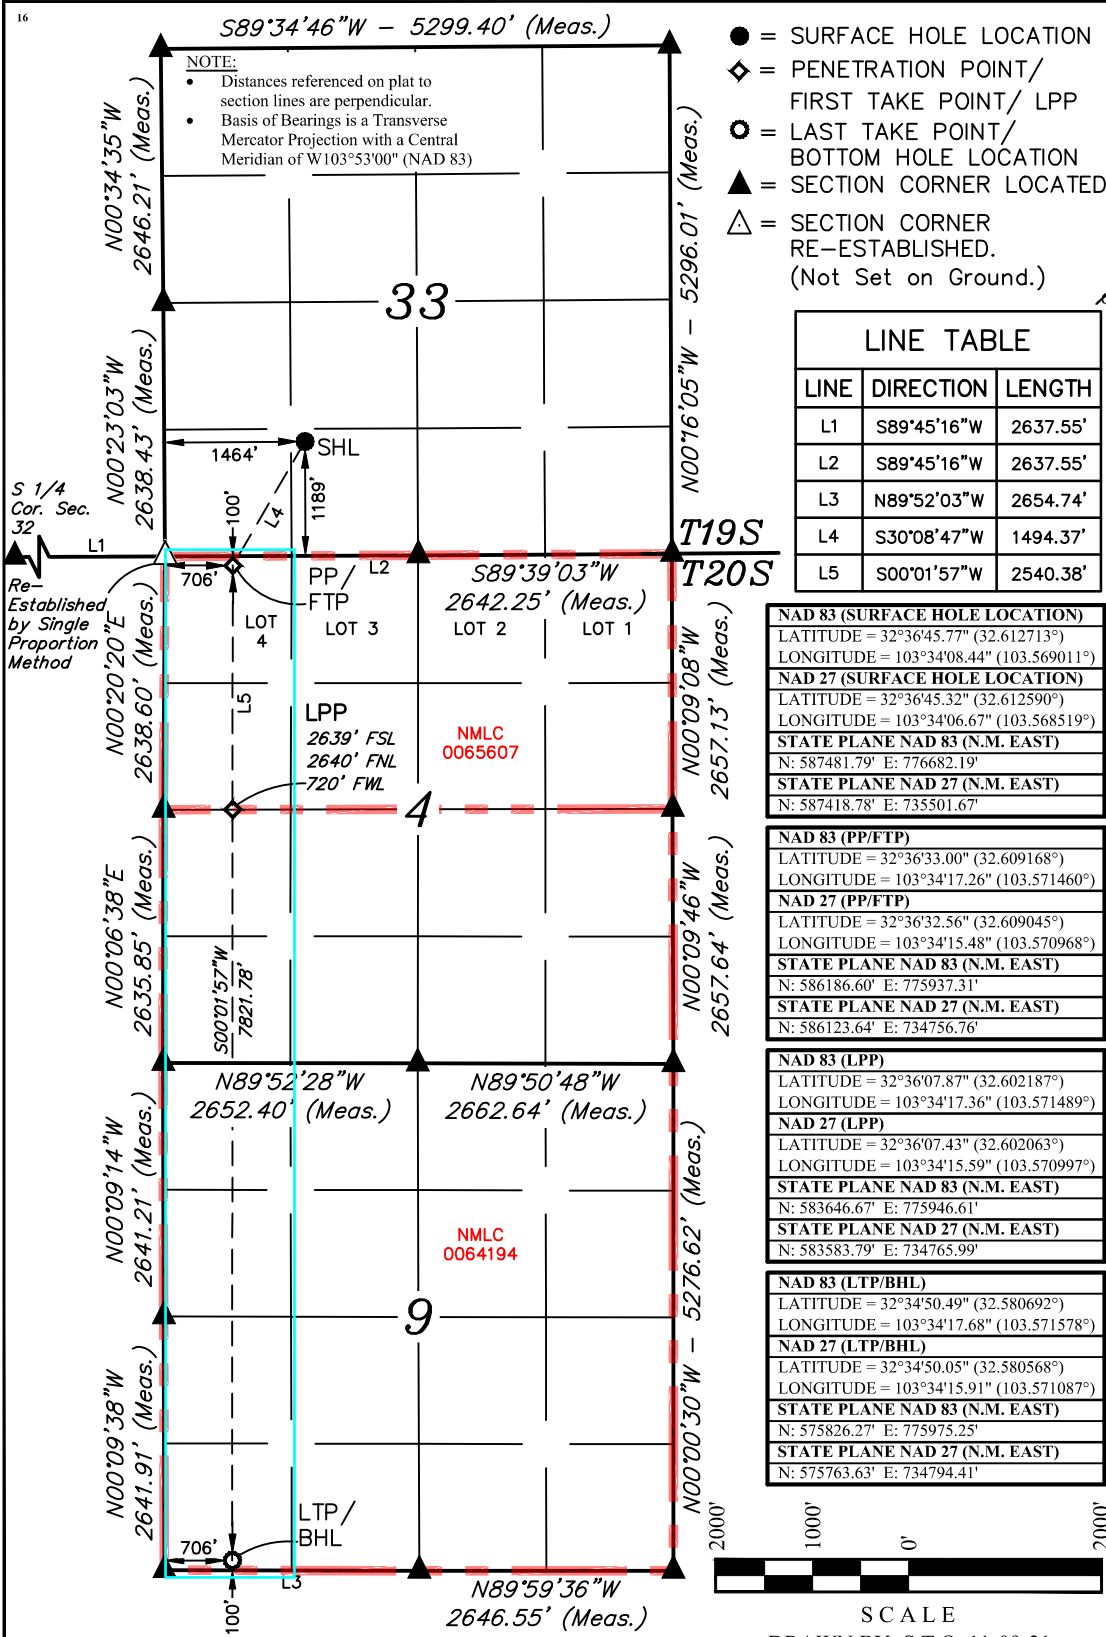 16
S89°34'46"W – 5299.40' (Meas.)
NOTE:
• Distances referenced on plat to
section lines are perpendicular.
• Basis of Bearings is a Transverse
Mercator Projection with a Central
Meridian of W103°53'00" (NAD 83)
N00°34'35"W
2646.21' (Meas.)
N00°23'03"W
2638.43' (Meas.)
33
N00°16'05"W – 5296.01' (Meas.)
1464'
SHL
1189'
100'
L4
S 1/4
Cor. Sec.
32
L1
L2
706'
Re-
Established
by Single
Proportion
Method
PP/
FTP
S89°39'03"W
2642.25' (Meas.)
T19S
T20S
LOT
4
LOT 3
LOT 2
LOT 1
N00°20'20"E
2638.60' (Meas.)
L5
LPP
2639' FSL
2640' FNL
720' FWL
NMLC
0065607
N00°09'08"W
2657.13' (Meas.)
4
N00°06'38"E
2635.85' (Meas.)
S00°01'57"W
7821.78'
N00°09'46"W
2657.64' (Meas.)
N89°52'28"W
2652.40' (Meas.)
N89°50'48"W
2662.64' (Meas.)
N00°09'14"W
2641.21' (Meas.)
NMLC
0064194
9
N00°00'30"W – 5276.62' (Meas.)
N00°09'38"W
2641.91' (Meas.)
LTP/
BHL
706'
L3
100'
N89°59'36"W
2646.55' (Meas.)
= SURFACE HOLE LOCATION
= PENETRATION POINT/
FIRST TAKE POINT/ LPP
= LAST TAKE POINT/
BOTTOM HOLE LOCATION
= SECTION CORNER LOCATED
= SECTION CORNER
RE-ESTABLISHED.
(Not Set on Ground.)
LINE TABLE
LINE DIRECTION LENGTH
L1 S89°45'16"W 2637.55'
L2 S89°45'16"W 2637.55'
L3 N89°52'03"W 2654.74'
L4 S30°08'47"W 1494.37'
L5 S00°01'57"W 2540.38'
NAD 83 (SURFACE HOLE LOCATION)
LATITUDE = 32°36'45.77" (32.612713°)
LONGITUDE = 103°34'08.44" (103.569011°)
NAD 27 (SURFACE HOLE LOCATION)
LATITUDE = 32°36'45.32" (32.612590°)
LONGITUDE = 103°34'06.67" (103.568519°)
STATE PLANE NAD 83 (N.M. EAST)
N: 587481.79' E: 776682.19'
STATE PLANE NAD 27 (N.M. EAST)
N: 587418.78' E: 735501.67'
NAD 83 (PP/FTP)
LATITUDE = 32°36'33.00" (32.609168°)
LONGITUDE = 103°34'17.26" (103.571460°)
NAD 27 (PP/FTP)
LATITUDE = 32°36'32.56" (32.609045°)
LONGITUDE = 103°34'15.48" (103.570968°)
STATE PLANE NAD 83 (N.M. EAST)
N: 586186.60' E: 775937.31'
STATE PLANE NAD 27 (N.M. EAST)
N: 586123.64' E: 734756.76'
NAD 83 (LPP)
LATITUDE = 32°36'07.87" (32.602187°)
LONGITUDE = 103°34'17.36" (103.571489°)
NAD 27 (LPP)
LATITUDE = 32°36'07.43" (32.602063°)
LONGITUDE = 103°34'15.59" (103.570997°)
STATE PLANE NAD 83 (N.M. EAST)
N: 583646.67' E: 775946.61'
STATE PLANE NAD 27 (N.M. EAST)
N: 583583.79' E: 734765.99'
NAD 83 (LTP/BHL)
LATITUDE = 32°34'50.49" (32.580692°)
LONGITUDE = 103°34'17.68" (103.571578°)
NAD 27 (LTP/BHL)
LATITUDE = 32°34'50.05" (32.580568°)
LONGITUDE = 103°34'15.91" (103.571087°)
STATE PLANE NAD 83 (N.M. EAST)
N: 575826.27' E: 775975.25'
STATE PLANE NAD 27 (N.M. EAST)
N: 575763.63' E: 734794.41'
2000' 1000' 0' 2000'
SCALE